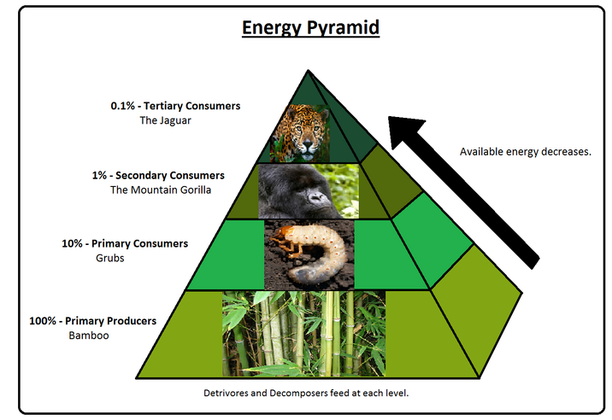 Energy Pyramid
0.1% - Tertiary Consumers
The Jaguar
Available energy decreases.
1% - Secondary Consumers
The Mountain Gorilla
10% - Primary Consumers
Grubs
100% - Primary Producers
Bamboo
Detrivores and Decomposers feed at each level.